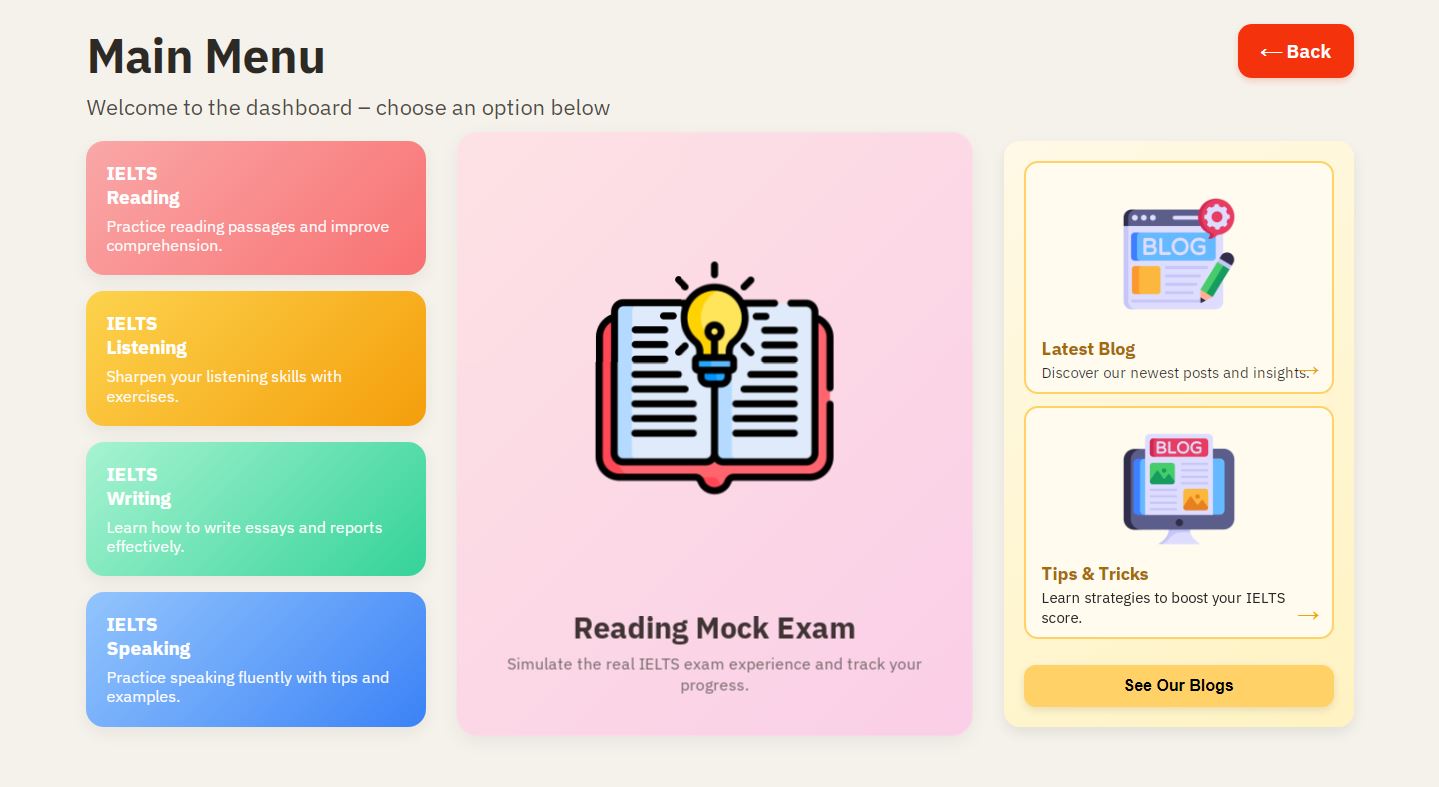 Main Menu
← Back
Welcome to the dashboard – choose an option below
IELTS
Reading
Practice reading passages and improve
comprehension.
IELTS
Listening
Sharpen your listening skills with
exercises.
IELTS
Writing
Learn how to write essays and reports
effectively.
IELTS
Speaking
Practice speaking fluently with tips and
examples.
Reading Mock Exam
Simulate the real IELTS exam experience and track your
progress.
BLOG
Latest Blog
Discover our newest posts and insights. →
BLOG
Tips & Tricks
Learn strategies to boost your IELTS
score. →
See Our Blogs